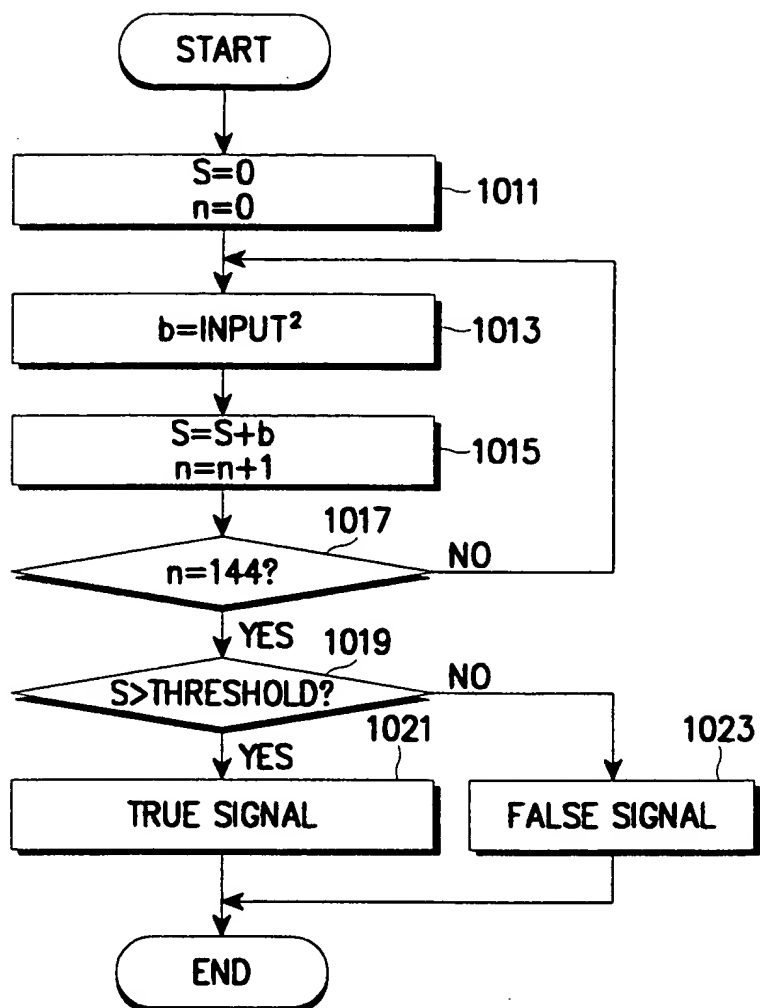 START
S=0
n=0
1011
b=INPUT²
1013
S=S+b
n=n+1
1015
1017
n=144?
NO
YES
1019
S>THRESHOLD?
NO
YES
1021
TRUE SIGNAL
1023
FALSE SIGNAL
END